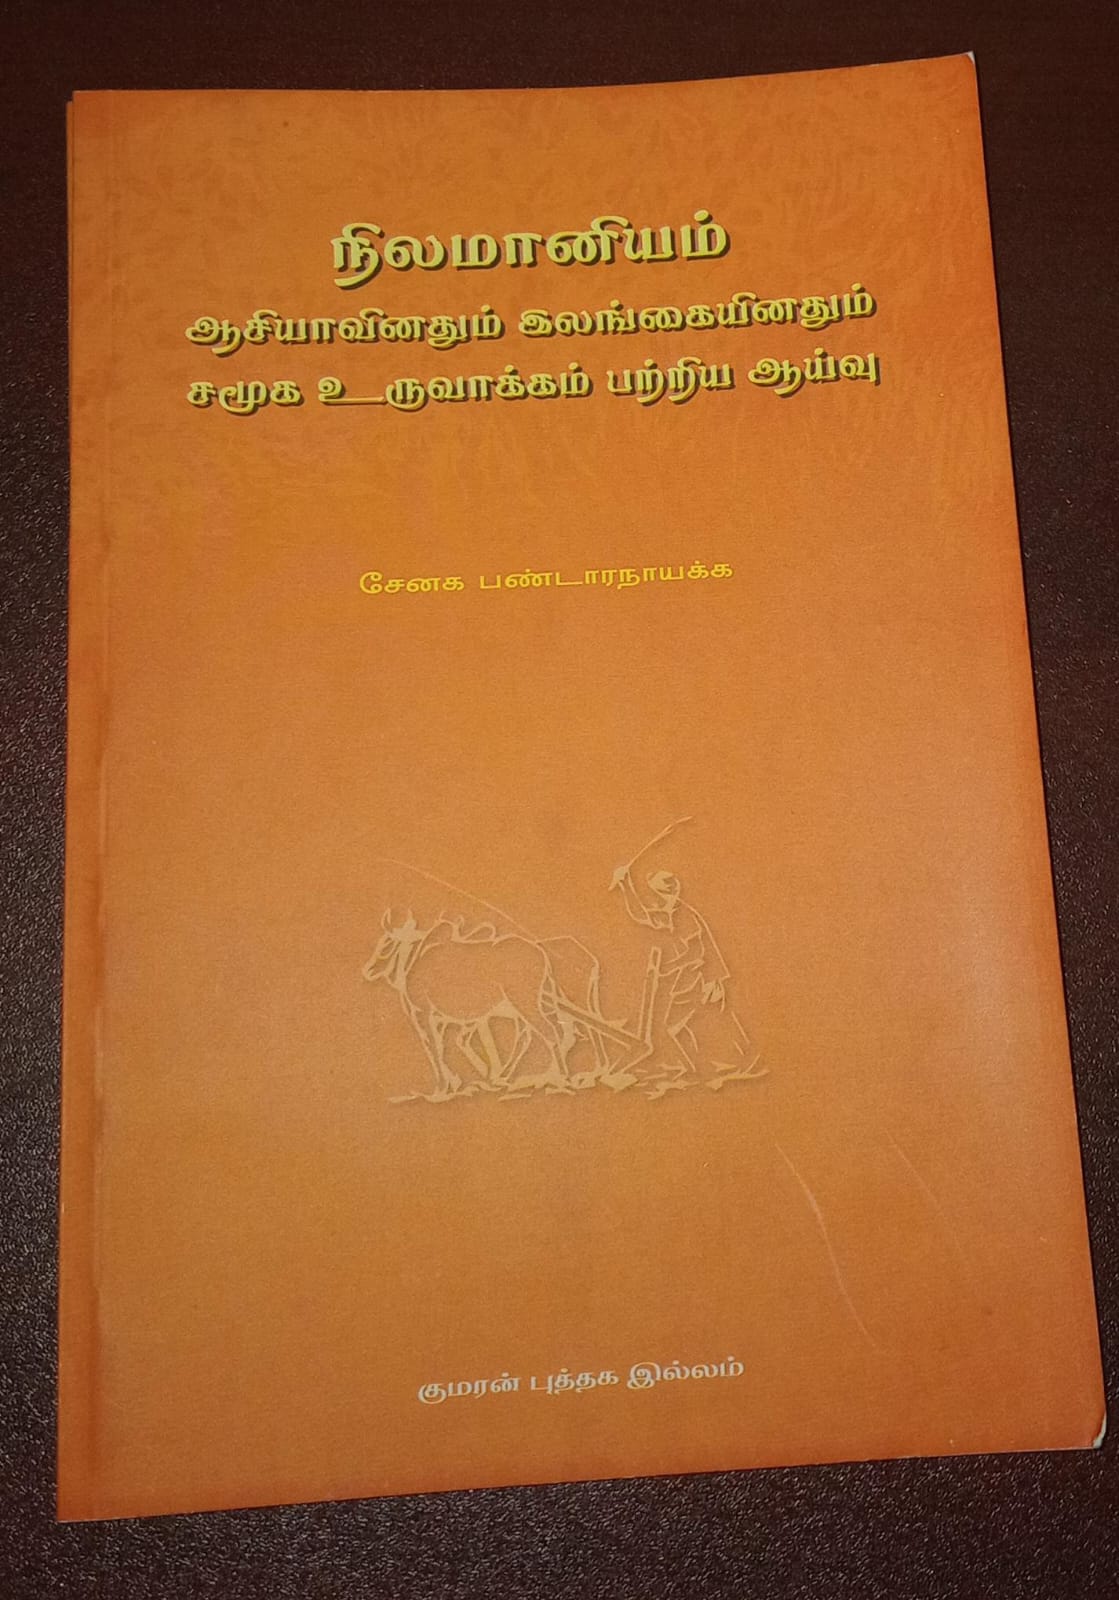 நிலமானியம்
ஆசியாவினதும் இலங்கையினதும்
சமூக உருவாக்கம் பற்றிய ஆய்வு
சேனக பண்டாரநாயக்க
குமரன் புத்தக இல்லம்